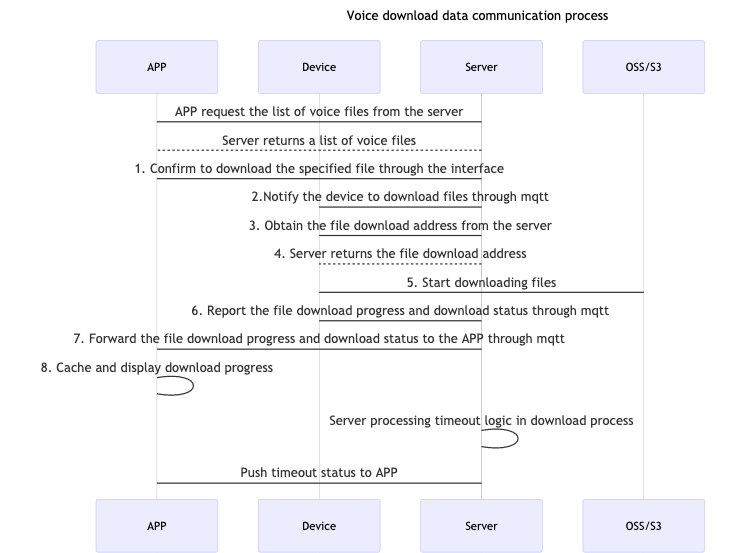 Voice download data communication process
APP
Device
Server
OSS/S3
APP request the list of voice files from the server
Server returns a list of voice files
1. Confirm to download the specified file through the interface
2.Notify the device to download files through mqtt
3. Obtain the file download address from the server
4. Server returns the file download address
5. Start downloading files
6. Report the file download progress and download status through mqtt
7. Forward the file download progress and download status to the APP through mqtt
8. Cache and display download progress
Server processing timeout logic in download process
Push timeout status to APP
APP
Device
Server
OSS/S3